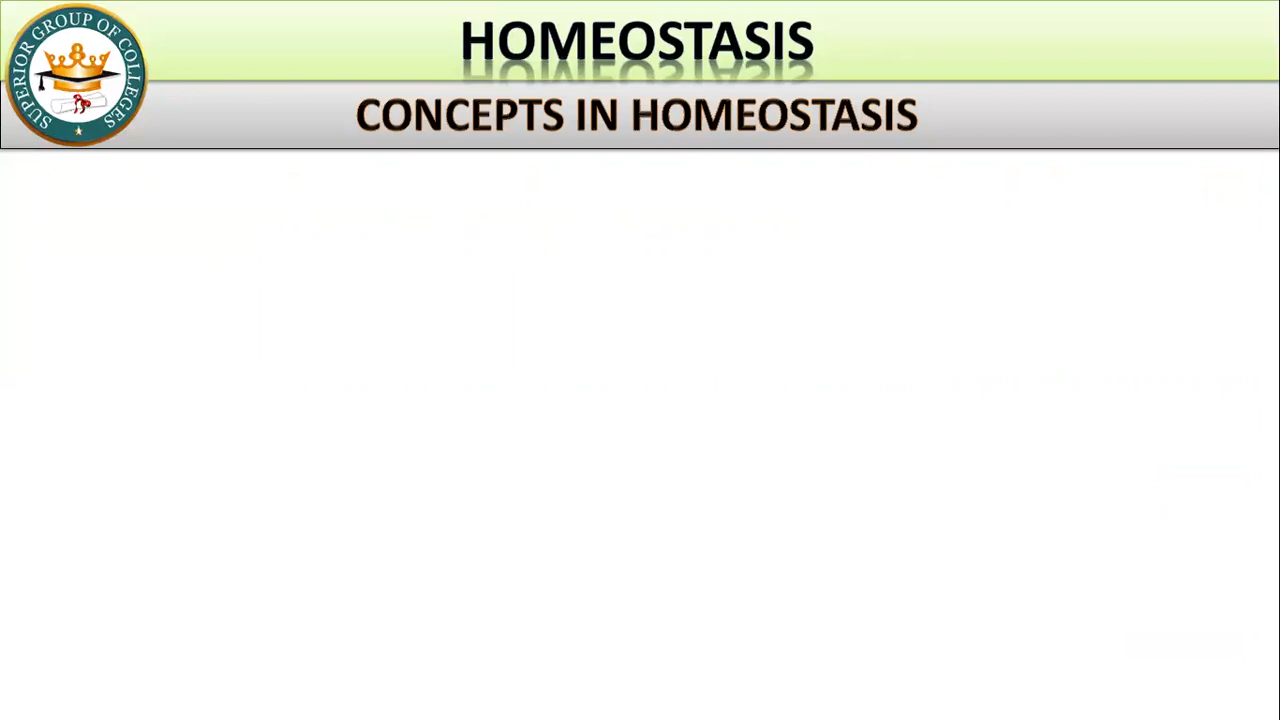 SUPERIOR GROUP OF COLLEGES
HOMEOSTASIS
CONCEPTS IN HOMEOSTASIS